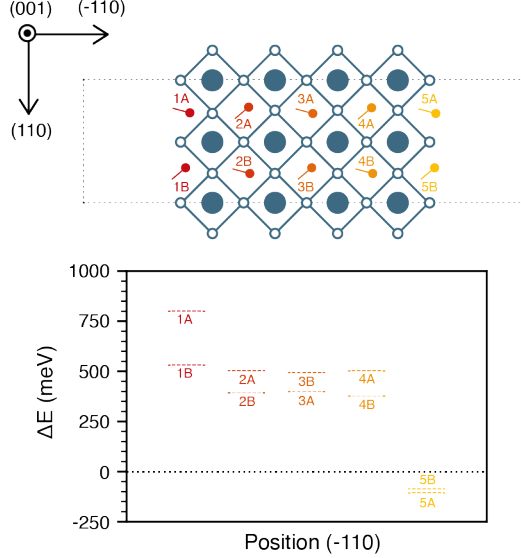 (001)
(-110)
(110)
1A
2A
3A
4A
5A
1B
2B
3B
4B
5B
1000
750
500
250
0
-250
ΔE (meV)
1A
1B
2A
2B
3B
3A
4A
4B
5B
5A
Position (-110)